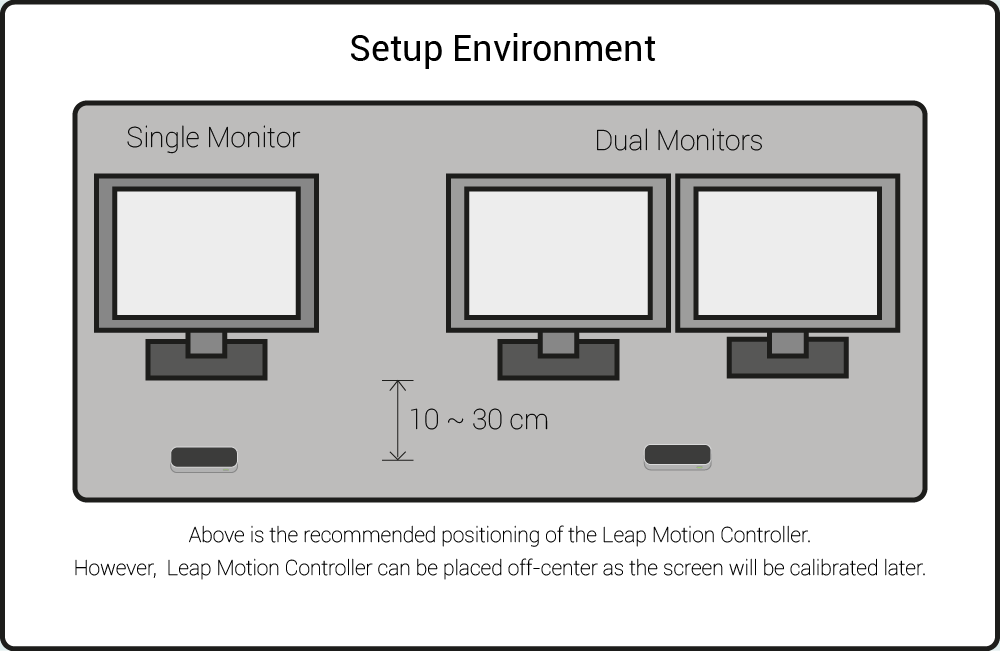 Setup Environment
Single Monitor
Dual Monitors
10 ~ 30 cm
Above is the recommended positioning of the Leap Motion Controller.
However, Leap Motion Controller can be placed off-center as the screen will be calibrated later.